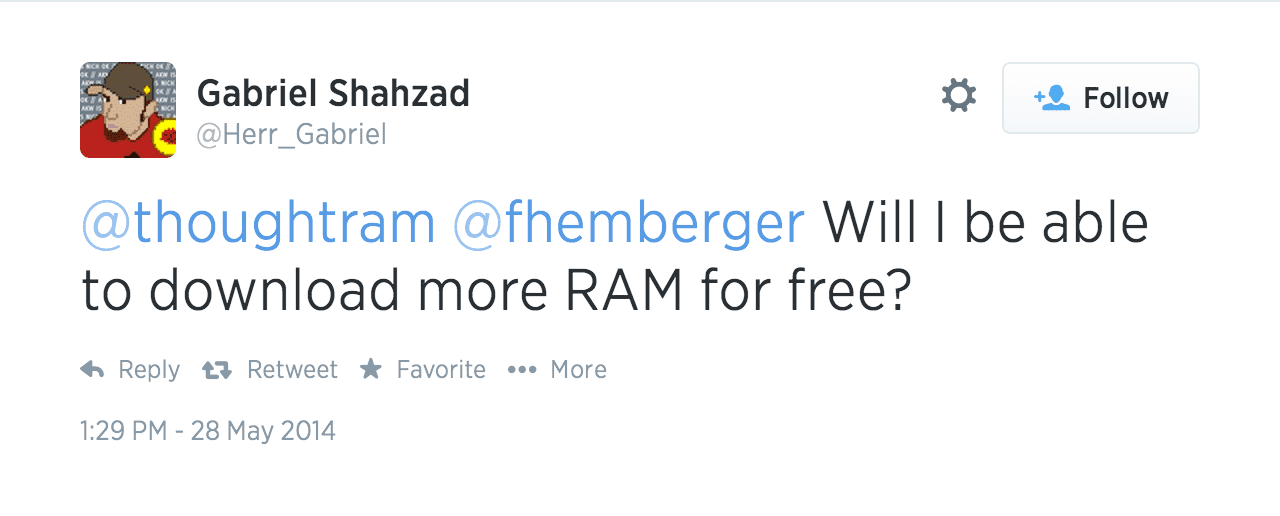 Gabriel Shahzad
@Herr_Gabriel
Follow
@thoughtram @fhemberger Will I be able
to download more RAM for free?
Reply Retweet Favorite More
1:29 PM - 28 May 2014